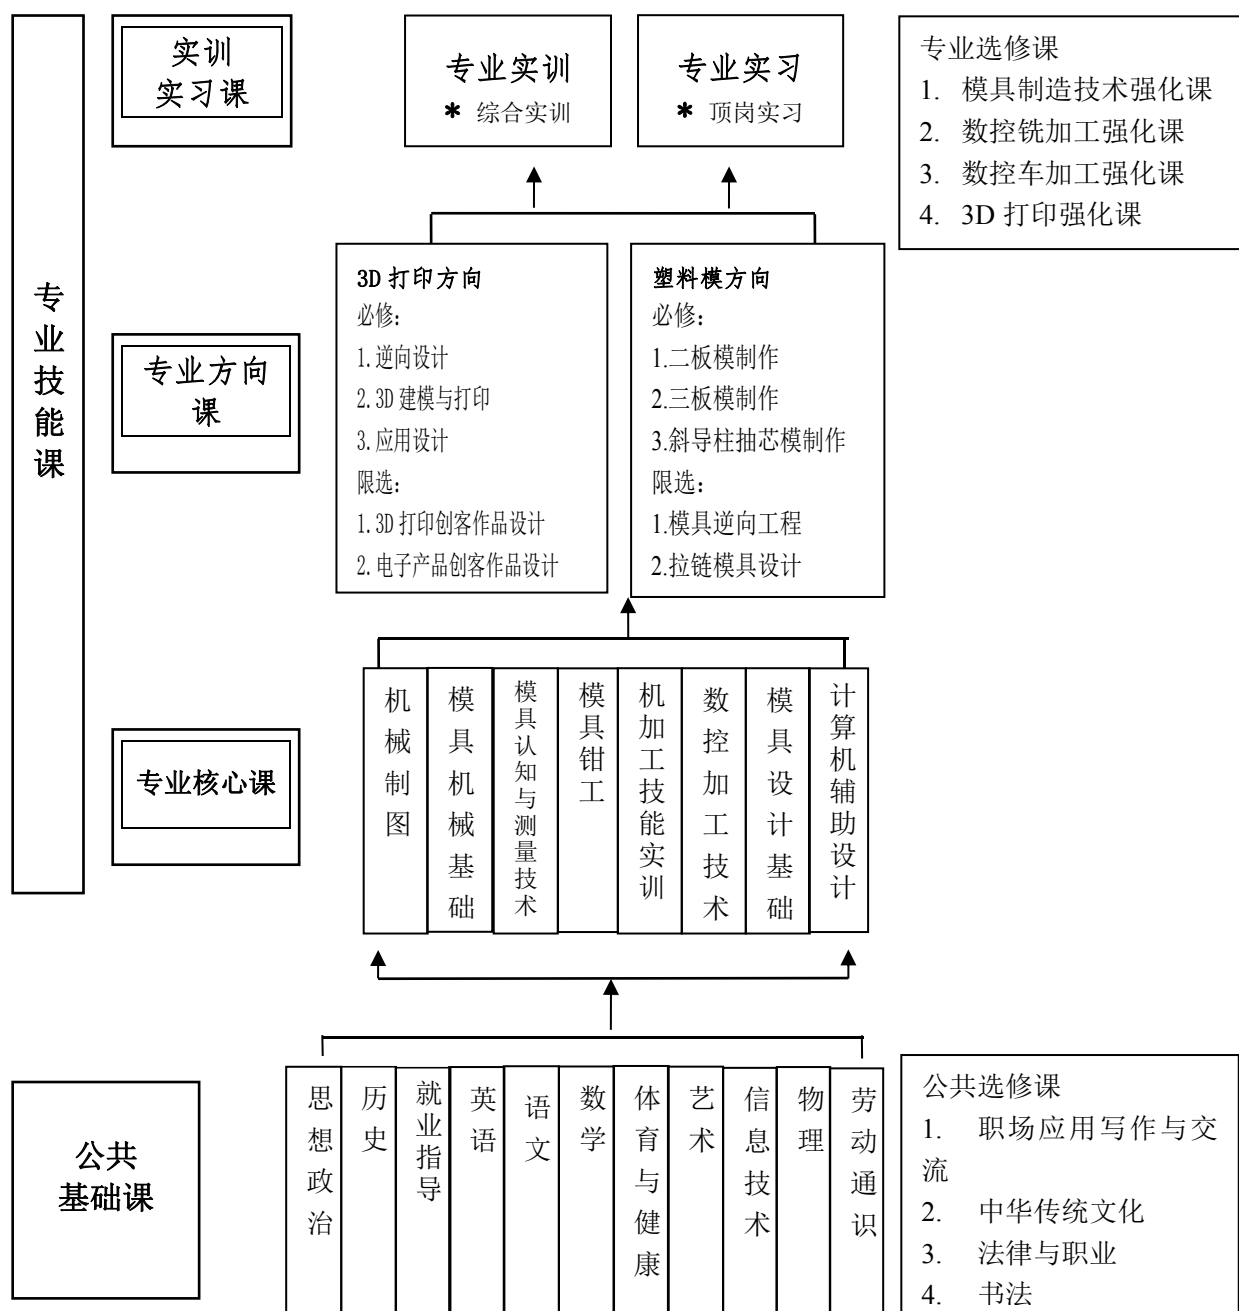 专业技能课
实训
实习课
专业实训
* 综合实训
专业实习
* 顶岗实习
专业选修课
1. 模具制造技术强化课
2. 数控铣加工强化课
3. 数控车加工强化课
4. 3D 打印强化课
专业方向
课
3D 打印方向
必修：
1.逆向设计
2.3D 建模与打印
3.应用设计
限选：
1.3D 打印创客作品设计
2.电子产品创客作品设计
塑料模方向
必修：
1.二板模制作
2.三板模制作
3.斜导柱抽芯模制作
限选：
1.模具逆向工程
2.拉链模具设计
专业核心课
机械制图
模具机械基础
模具认知与测量技术
模具钳工
机加工技能实训
数控加工技术
模具设计基础
计算机辅助设计
公共
基础课
思想政治
历史
就业指导
英语
语文
数学
体育与健康
艺术
信息技术
物理
劳动通识
公共选修课
1. 职场应用写作与交
流
2. 中华传统文化
3. 法律与职业
4. 书法